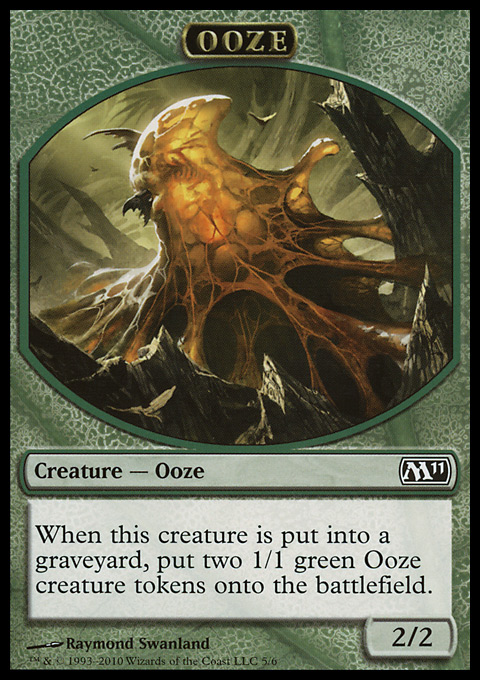 OOZE
Creature — Ooze
M11
When this creature is put into a
graveyard, put two 1/1 green Ooze
creature tokens onto the battlefield.
2/2
Raymond Swanland
™ & © 1993–2010 Wizards of the Coast LLC 5/6